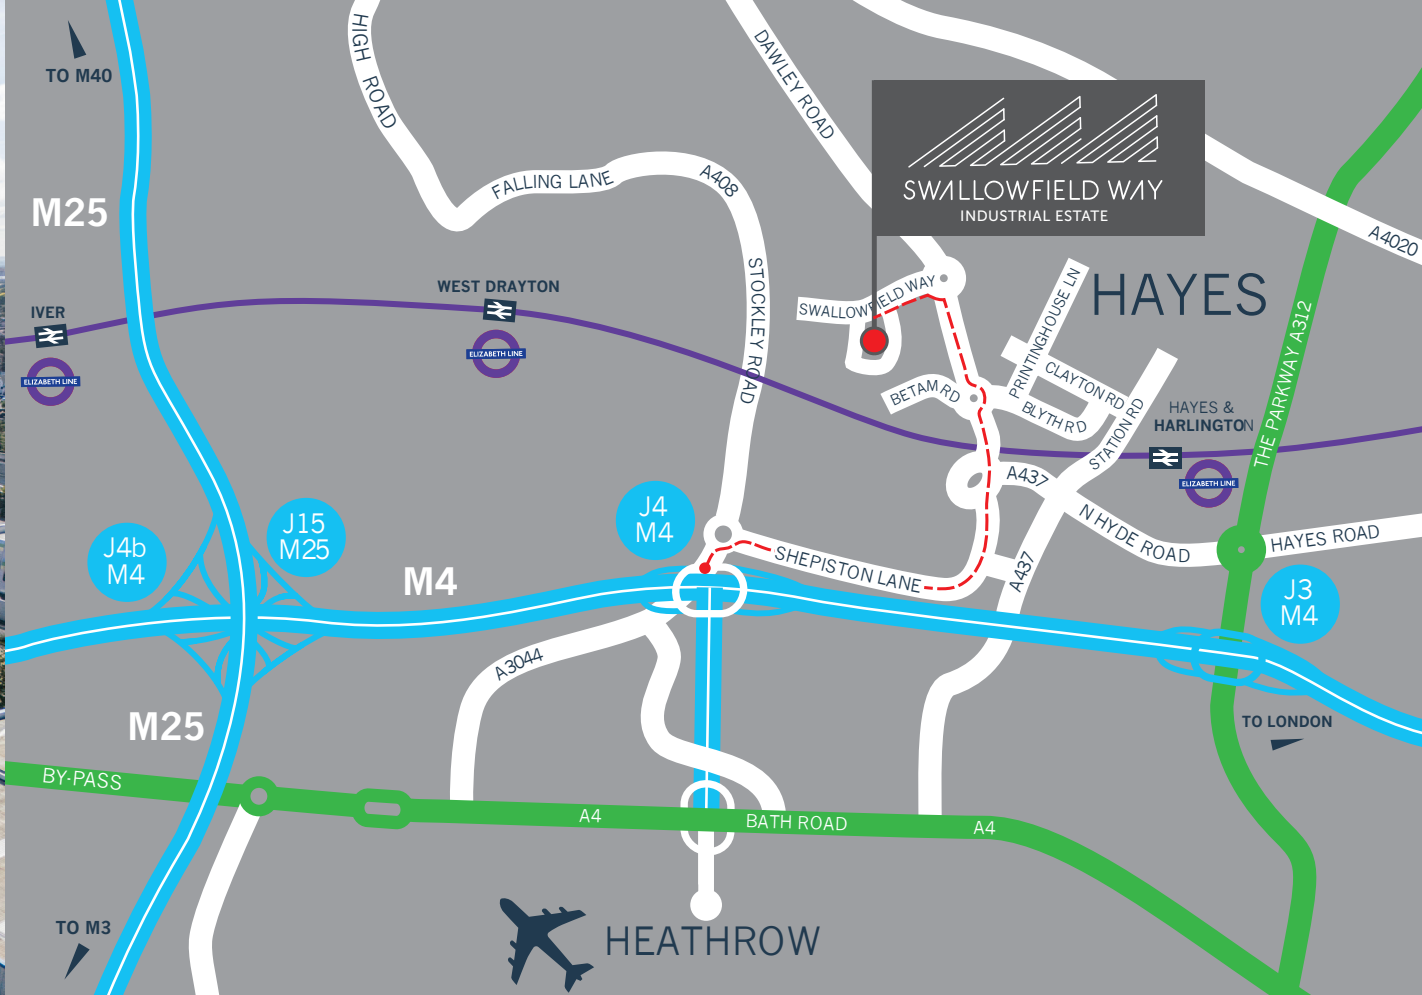 TO M40
HIGH ROAD
DAWLEY ROAD
M25
FALLING LANE
A408
SWALLOWFIELD WAY
INDUSTRIAL ESTATE
A4020
IVER
ELIZABETH LINE
WEST DRAYTON
ELIZABETH LINE
STOCKLEY ROAD
SWALLOWFIELD WAY
PRINTINGHOUSE LN
HAYES
THE PARKWAY A312
BETAM RD
CLAYTON RD
BLYTH RD
STATION RD
HAYES &
HARLINGTON
ELIZABETH LINE
A437
N HYDE ROAD
HAYES ROAD
J4b
M4
J15
M25
J4
M4
M4
SHEPISTON LANE
A437
J3
M4
A3044
M25
TO LONDON
BY-PASS
A4
BATH ROAD
A4
TO M3
HEATHROW